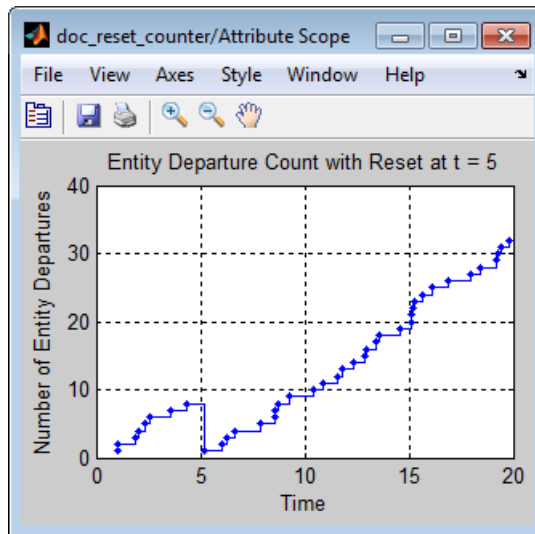 doc_reset_counter/Attribute Scope
File View Axes Style Window Help
Entity Departure Count with Reset at t = 5
Number of Entity Departures
40
30
20
10
0
0 5 10 15 20
Time